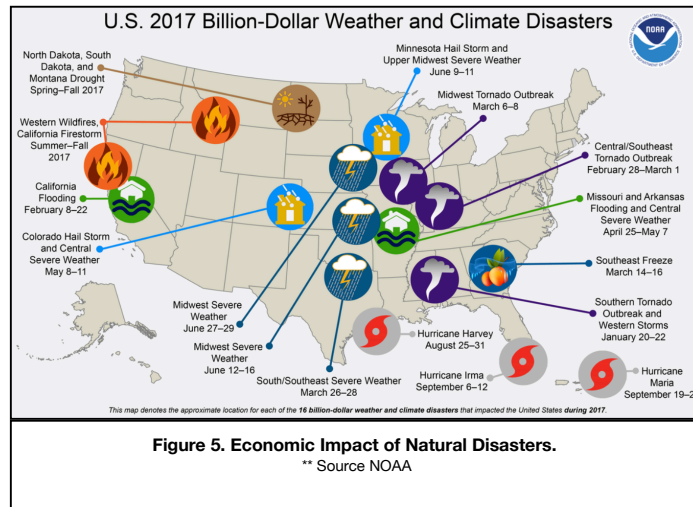 U.S. 2017 Billion-Dollar Weather and Climate Disasters
NOAA
North Dakota, South
Dakota, and
Montana Drought
Spring–Fall 2017
Western Wildfires,
California Firestorm
Summer–Fall
2017
California
Flooding
February 8–22
Colorado Hail Storm
and Central
Severe Weather
May 8–11
Minnesota Hail Storm and
Upper Midwest Severe Weather
June 9–11
Midwest Tornado Outbreak
March 6–8
Central/Southeast
Tornado Outbreak
February 28–March 1
Missouri and Arkansas
Flooding and Central
Severe Weather
April 25–May 7
Southeast Freeze
March 14–16
Southern Tornado
Outbreak and
Western Storms
January 20–22
Midwest Severe
Weather
June 27–29
Midwest Severe
Weather
June 12–16
South/Southeast Severe Weather
March 26–28
Hurricane Harvey
August 25–31
Hurricane Irma
September 6–12
Hurricane
Maria
September 19–2
This map denotes the approximate location for each of the 16 billion-dollar weather and climate disasters that impacted the United States during 2017.
Figure 5. Economic Impact of Natural Disasters.
** Source NOAA